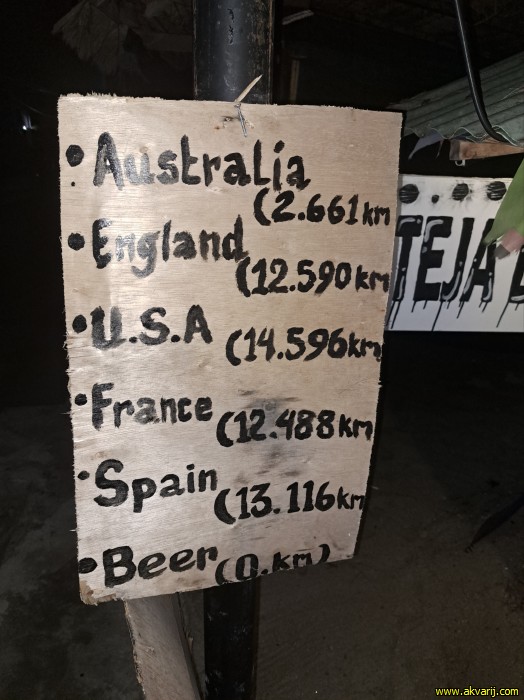 • Australia
(2.661 km
• England
(12.590 km
• U.S.A
(14.596 km)
• France
(12.488 km
• Spain
(13.116 km
• Beer (0.km)
TEJA
www.akvarij.com